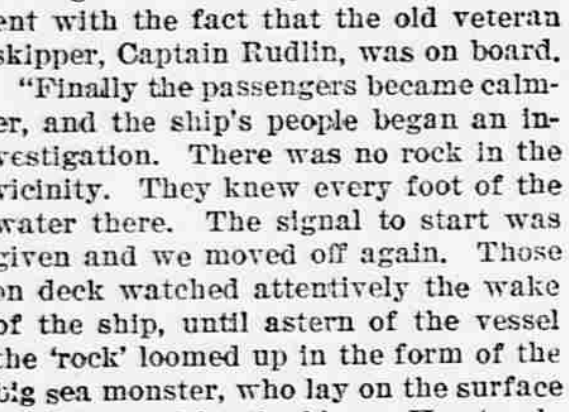 ent with the fact that the old veteran
skipper, Captain Rudlin, was on board.
"Finally the passengers became calm-
er, and the ship's people began an in-
vestigation. There was no rock in the
vicinity. They knew every foot of the
water there. The signal to start was
given and we moved off again. Those
on deck watched attentively the wake
of the ship, until astern of the vessel
the 'rock' loomed up in the form of the
big sea monster, who lay on the surface